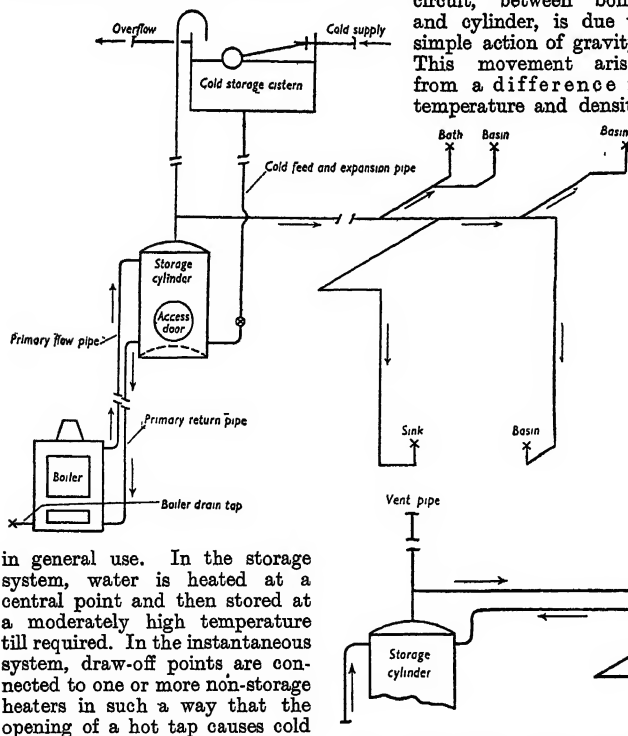 circuit, between boil
and cylinder, is due
simple action of gravit
This movement aris
from a difference
temperature and densit
Overflow
Cold supply
Cold storage cistern
Bath
Basin
Basin
Cold feed and expansion pipe
Storage
cylinder
Access
door
Primary flow pipe
Primary return pipe
Sink
Basin
Boiler
Boiler drain tap
Vent pipe
in general use. In the storage
system, water is heated at a
central point and then stored at
a moderately high temperature
till required. In the instantaneous
system, draw-off points are con-
nected to one or more non-storage
heaters in such a way that the
opening of a hot tap causes cold
Storage
cylinder